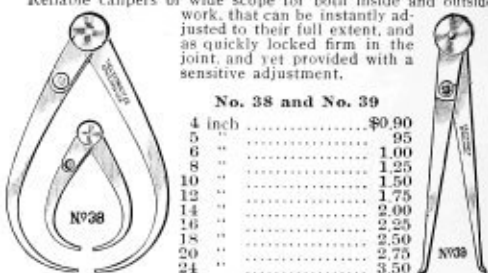 Reliable calipers of wide scope for both inside and outside
work, that can be instantly ad-
justed to their full extent, and
as quickly locked firm in the
joint, and yet provided with a
sensitive adjustment.
No. 38 and No. 39
4 inch .................... $0.90
5 " .................... 95
6 " .................... 1.00
8 " .................... 1.25
10 " .................... 1.50
12 " .................... 1.75
14 " .................... 2.00
16 " .................... 2.25
18 " .................... 2.50
20 " .................... 2.75
24 " .................... 3.50
Nº38
Nº39